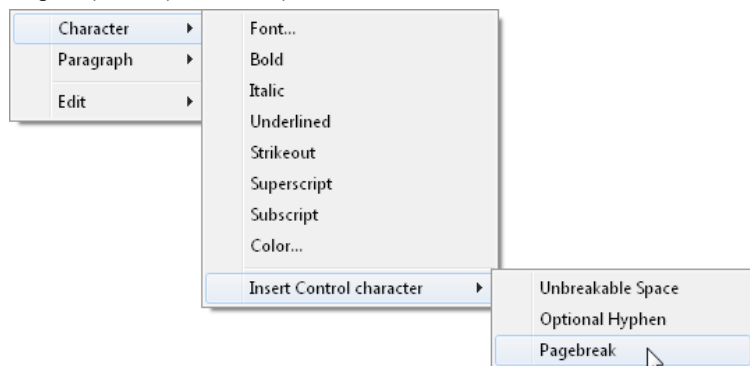 Character
Paragraph
Edit
Font...
Bold
Italic
Underlined
Strikeout
Superscript
Subscript
Color...
Insert Control character
Unbreakable Space
Optional Hyphen
Pagebreak